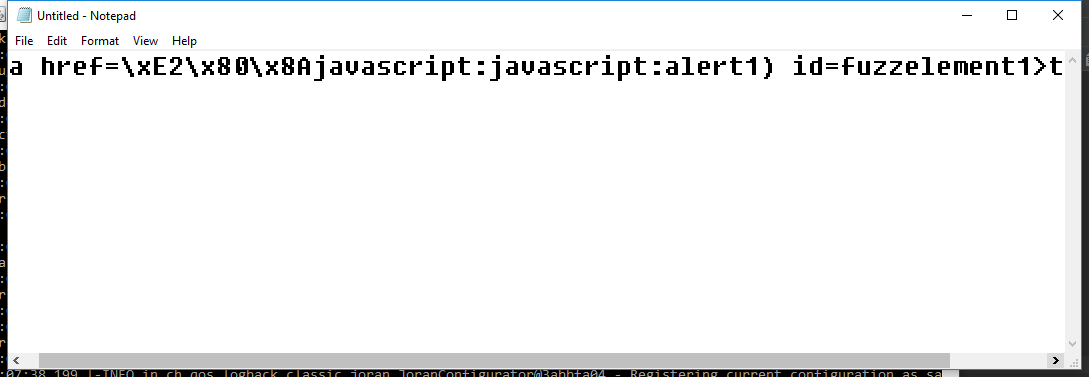 Untitled - Notepad
File Edit Format View Help
a href=\xE2\x80\x8Ajavascript:javascript:alert1) id=fuzzelement1>t
:07:38,199 |-INFO in ch.qos.logback.classic.joran.JoranConfigurator@3abbfa04 - Registering current configuration as sa